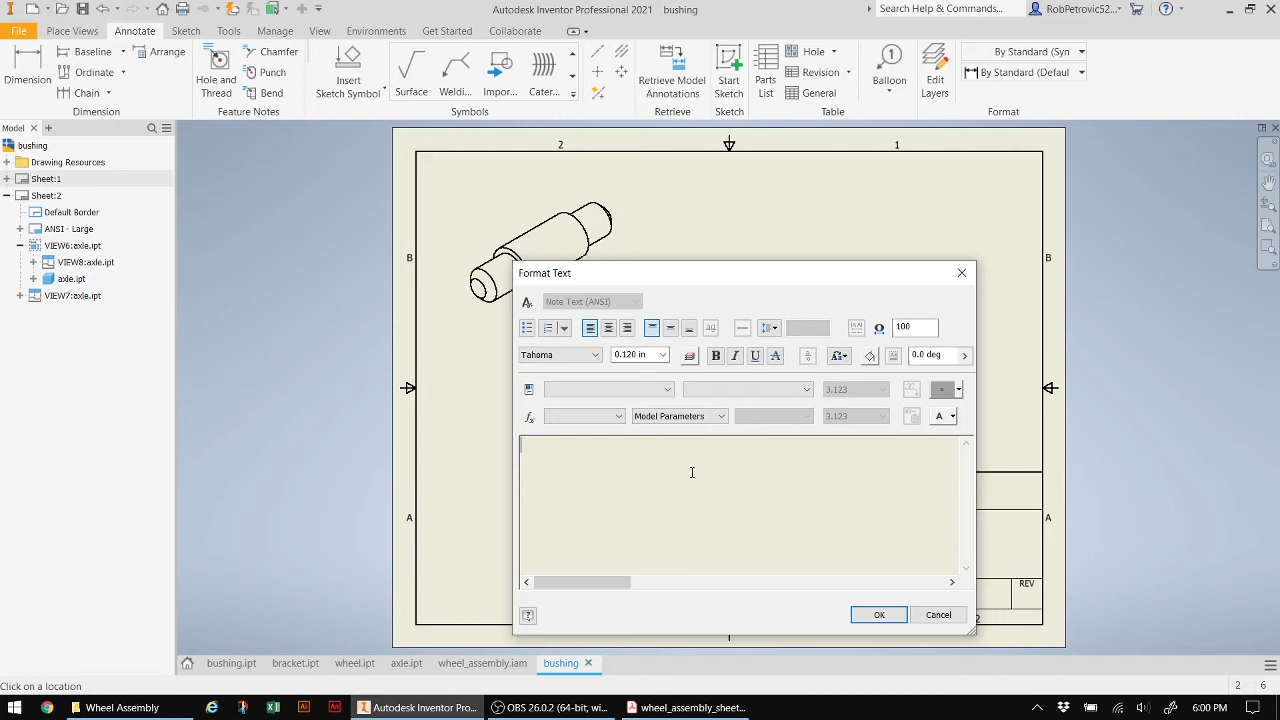 Autodesk Inventor Professional 2021 bushing
Search Help & Commands...
RobPetrovic52...
File Place Views Annotate Sketch Tools Manage View Environments Get Started Collaborate
Dimension
Baseline
Ordinate
Chain
Arrange
Dimension
Hole and
Thread
Chamfer
Punch
Bend
Feature Notes
Insert
Sketch Symbol
Surface
Weldi...
Impor...
Cater...
Symbols
Retrieve Model
Annotations
Retrieve
Start
Sketch
Sketch
Parts
List
Hole
Revision
General
Table
Balloon
Edit
Layers
By Standard (Syn
By Standard (Defaul
Format
Model
bushing
Drawing Resources
Sheet:1
Sheet:2
Default Border
ANSI - Large
VIEW6:axle.ipt
VIEW8:axle.ipt
axle.ipt
VIEW7:axle.ipt
2 1
B B
A A
REV
2
Format Text
Note Text (ANSI)
100
Tahoma 0.120 in B I U A 0.0 deg
3.123
Model Parameters 3.123 A
OK Cancel
bushing.ipt bracket.ipt wheel.ipt axle.ipt wheel_assembly.iam bushing
Click on a location
2 6
Wheel Assembly
Autodesk Inventor Pro...
OBS 26.0.2 (64-bit, wi...
wheel_assembly_sheet...
6:00 PM